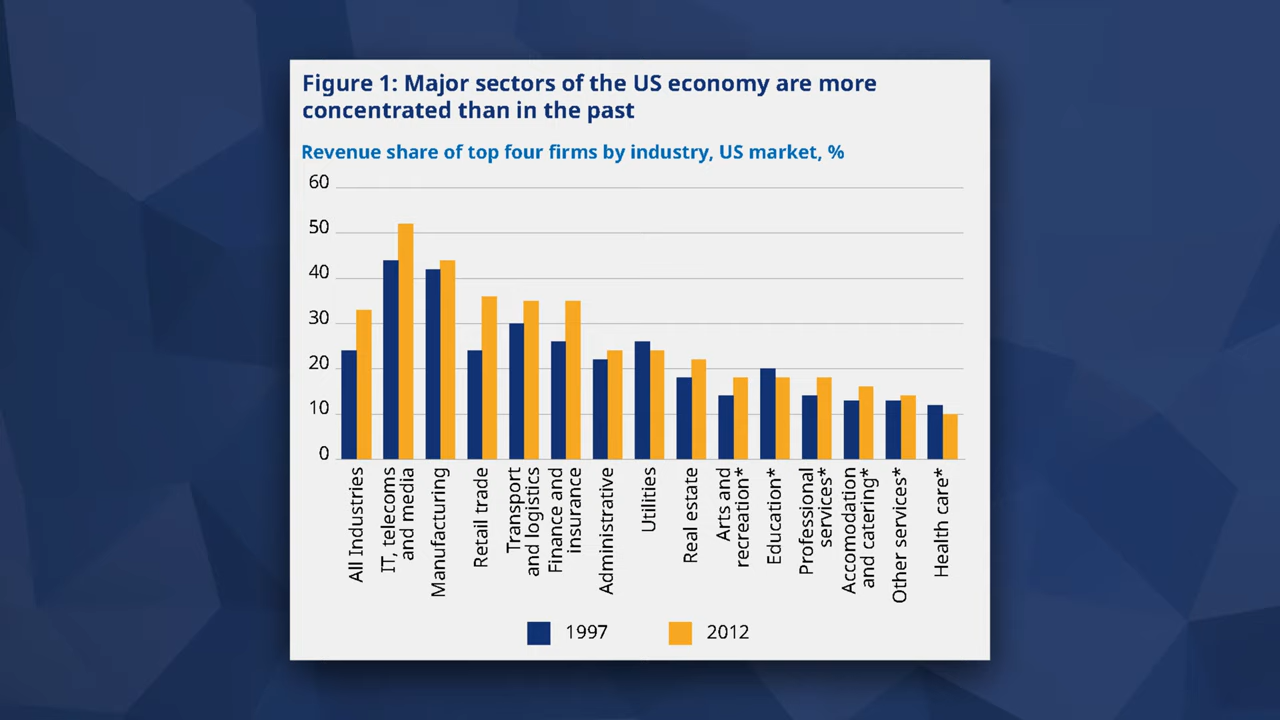 Figure 1: Major sectors of the US economy are more
concentrated than in the past
Revenue share of top four firms by industry, US market, %
60
50
40
30
20
10
0
All Industries
IT, telecoms
and media
Manufacturing
Retail trade
Transport
and logistics
Finance and
insurance
Administrative
Utilities
Real estate
Arts and
recreation*
Education*
Professional
services*
Accomodation
and catering*
Other services*
Health care*
1997
2012